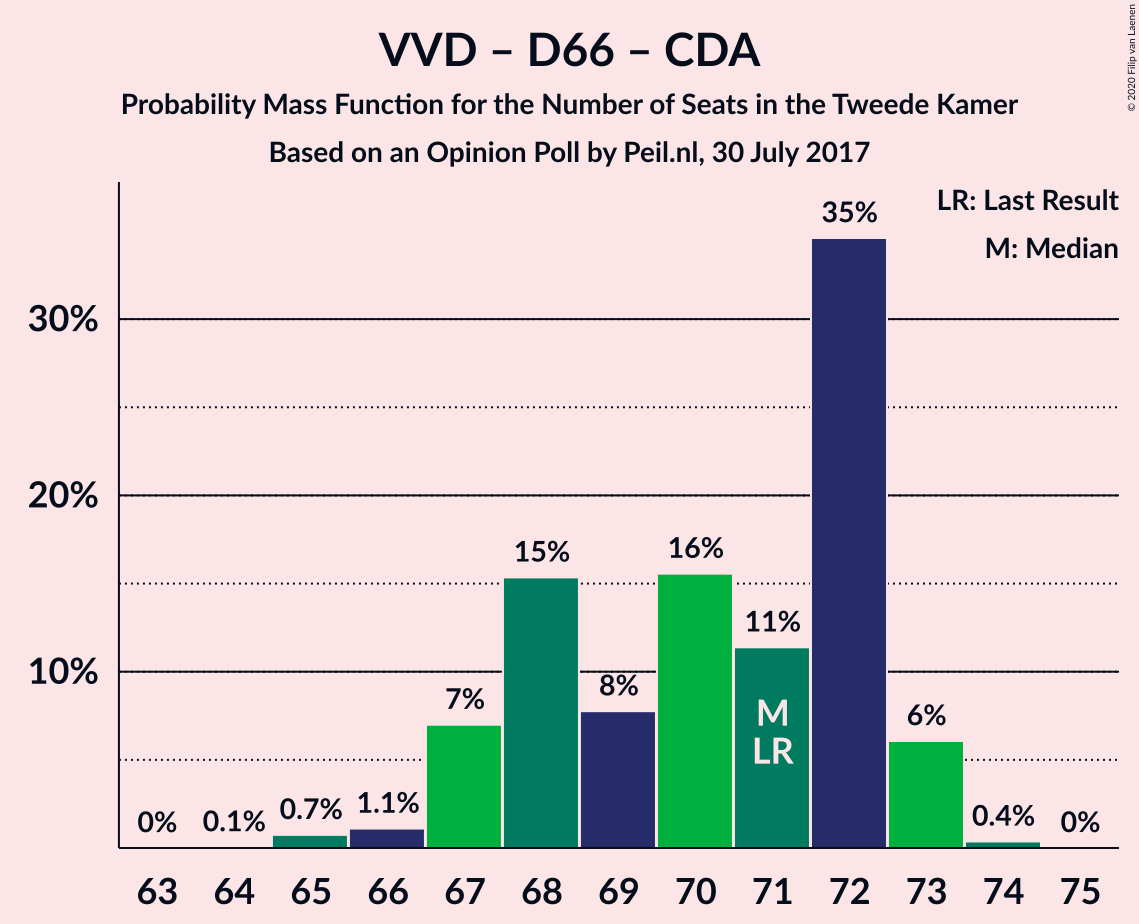 VVD – D66 – CDA
Probability Mass Function for the Number of Seats in the Tweede Kamer
Based on an Opinion Poll by Peil.nl, 30 July 2017
© 2020 Filip van Laenen
LR: Last Result
M: Median
30%
20%
10%
0%
0.1%
0.7%
1.1%
7%
15%
8%
16%
11%
35%
6%
0.4%
0%
M
LR
63 64 65 66 67 68 69 70 71 72 73 74 75